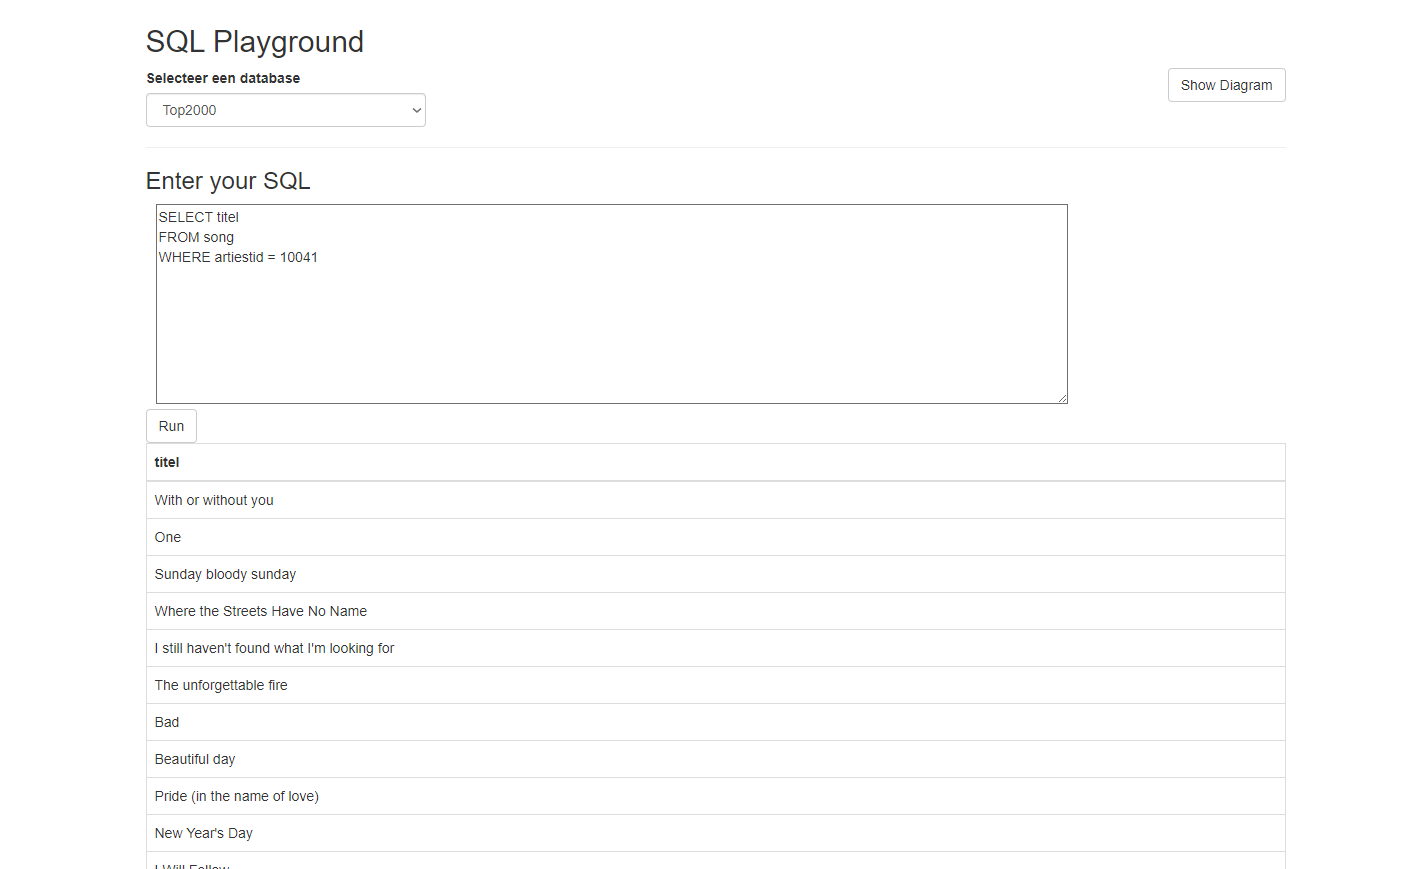 SQL Playground
Selecteer een database
Show Diagram
Top2000
Enter your SQL
SELECT titel
FROM song
WHERE artiestid = 10041
Run
titel
With or without you
One
Sunday bloody sunday
Where the Streets Have No Name
I still haven't found what I'm looking for
The unforgettable fire
Bad
Beautiful day
Pride (in the name of love)
New Year's Day
I Will Follow